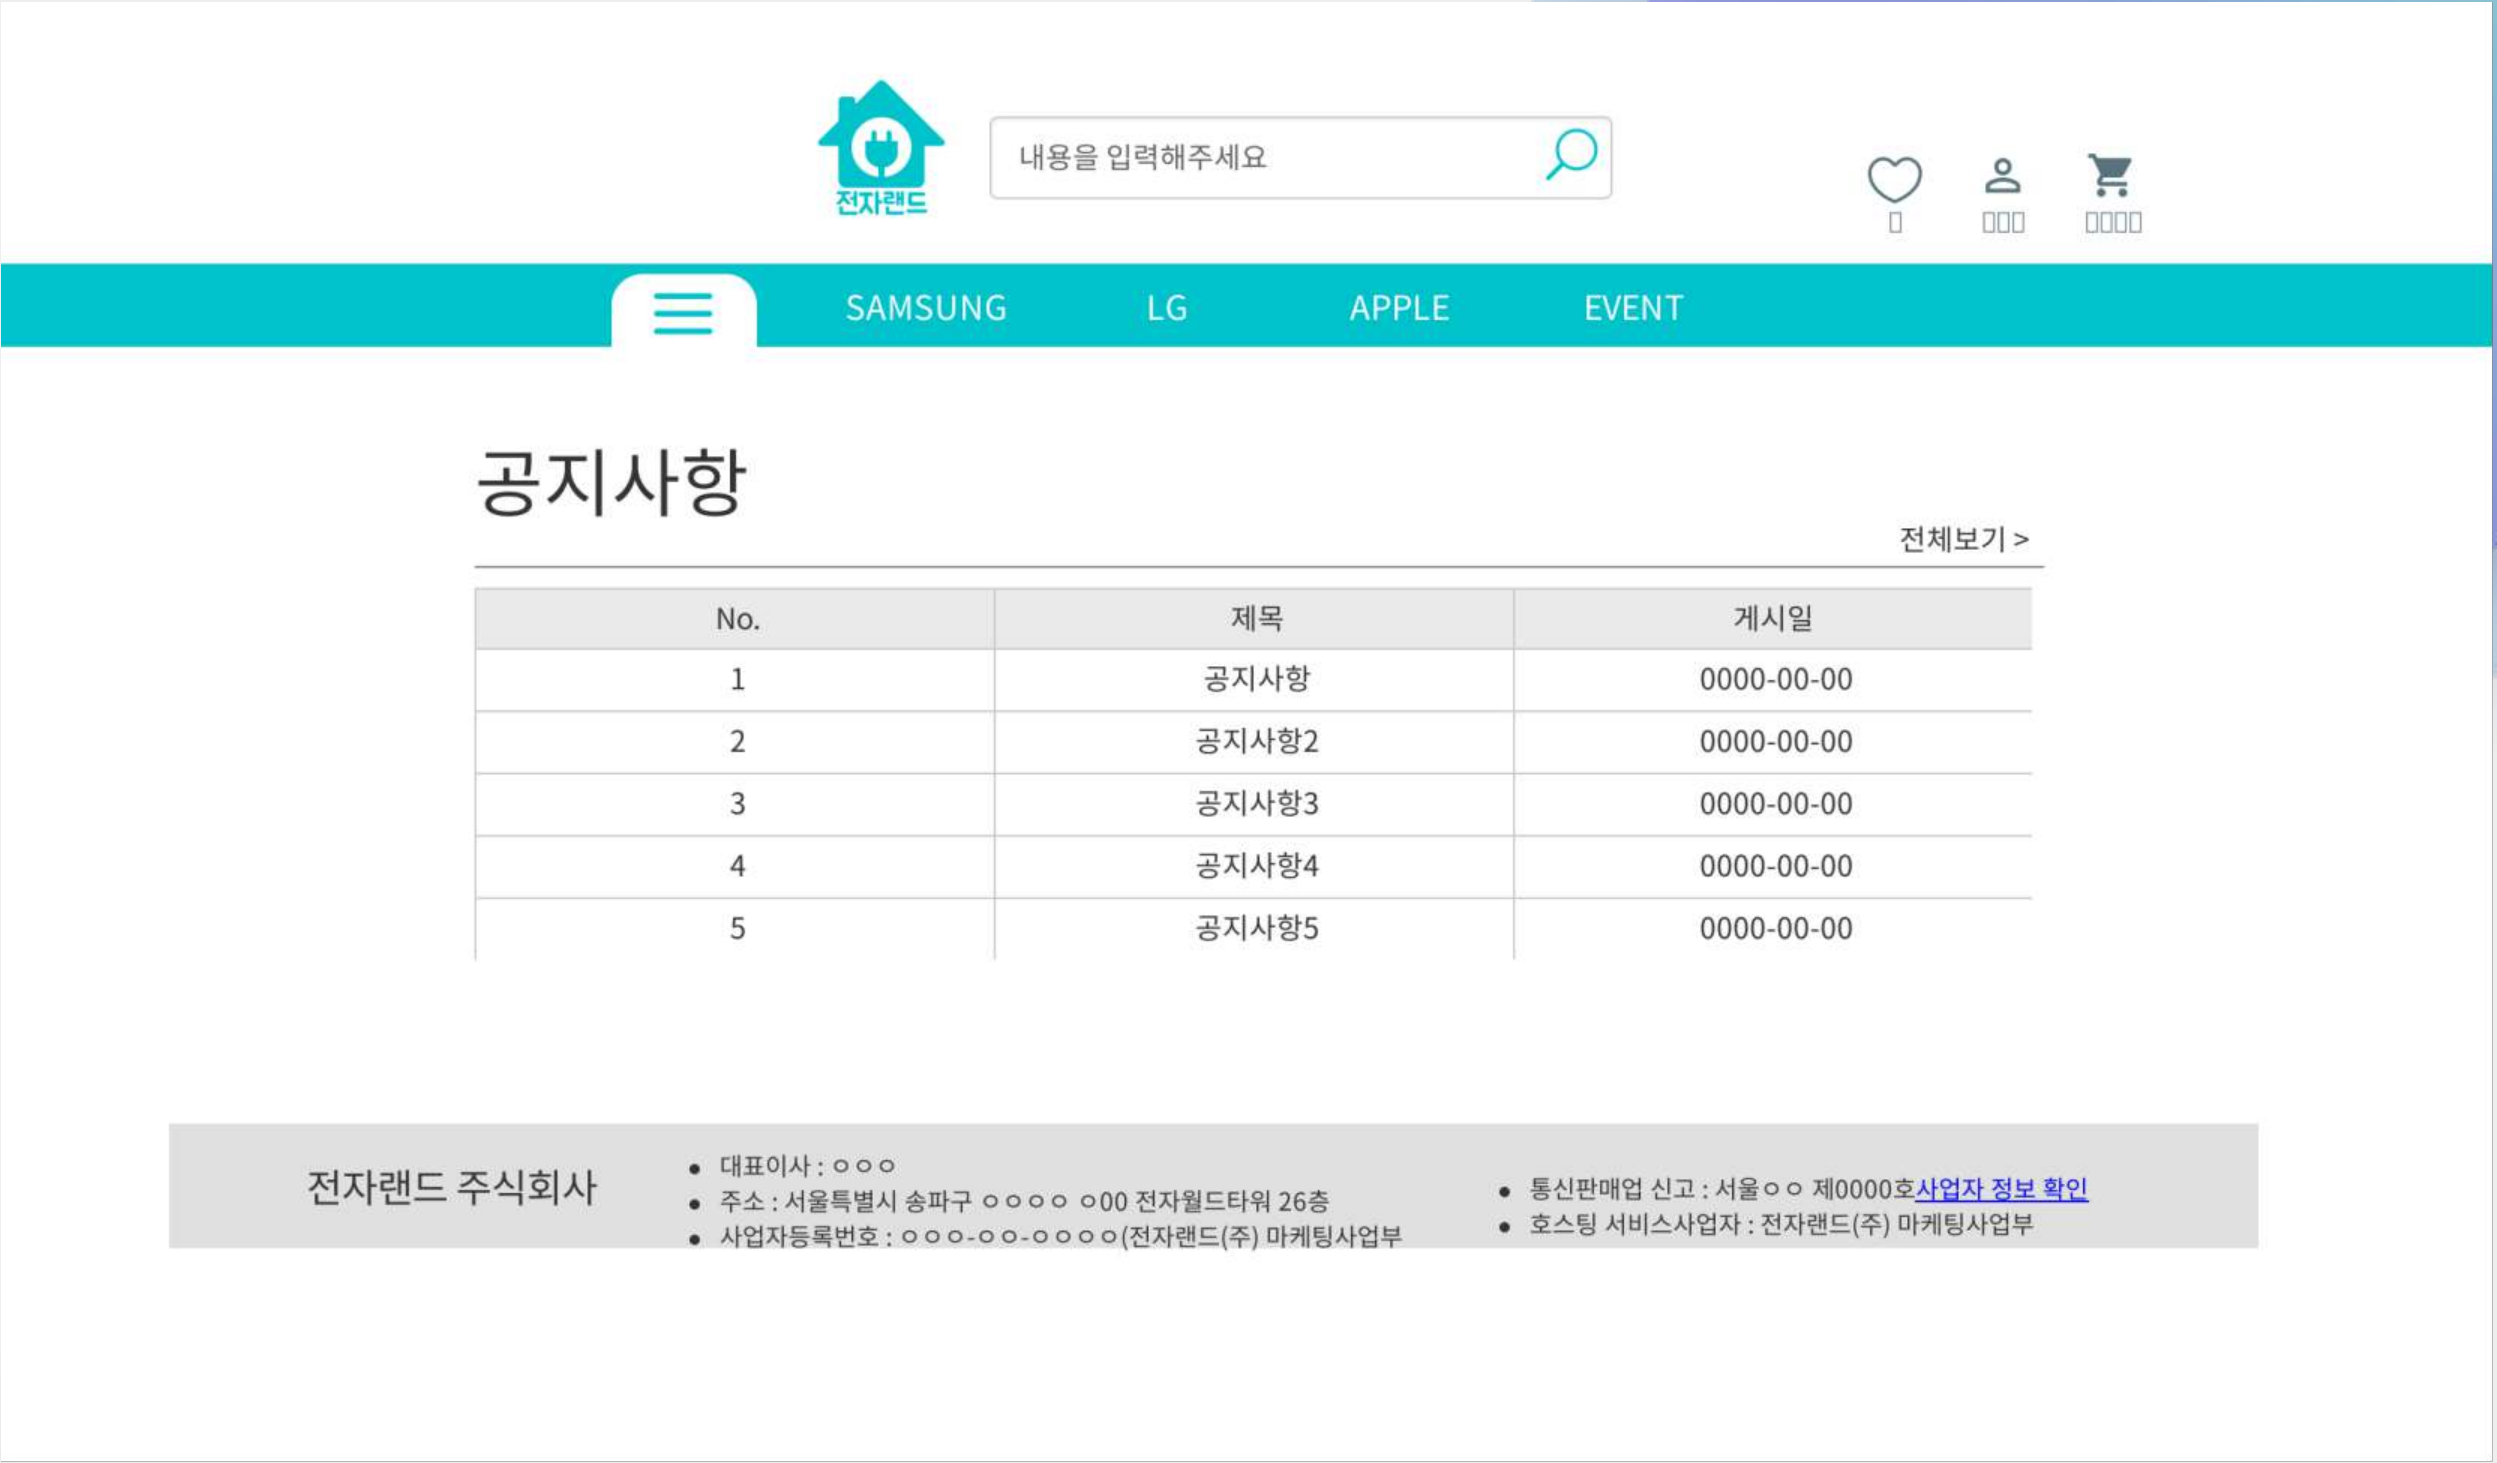 전자랜드
내용을 입력해주세요
SAMSUNG LG APPLE EVENT
공지사항
전체보기 >
No. 제목 게시일
1 공지사항 0000-00-00
2 공지사항2 0000-00-00
3 공지사항3 0000-00-00
4 공지사항4 0000-00-00
5 공지사항5 0000-00-00
전자랜드 주식회사
● 대표이사 : ㅇㅇㅇ
● 주소 : 서울특별시 송파구 ㅇㅇㅇㅇ ㅇ00 전자월드타워 26층
● 사업자등록번호 : ㅇㅇㅇ-ㅇㅇ-ㅇㅇㅇㅇ(전자랜드(주) 마케팅사업부
● 통신판매업 신고 : 서울ㅇㅇ 제0000호사업자 정보 확인
● 호스팅 서비스사업자 : 전자랜드(주) 마케팅사업부